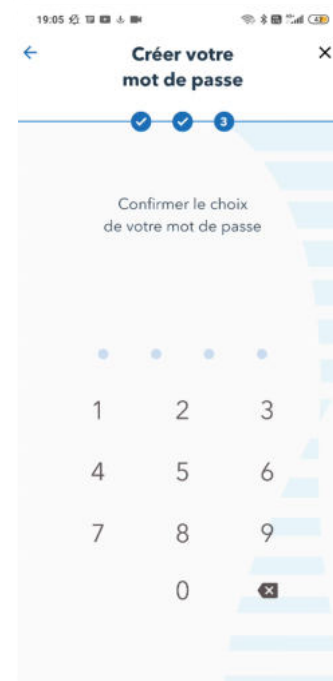 19:05
Créer votre
mot de passe
3
Confirmer le choix
de votre mot de passe
1 2 3
4 5 6
7 8 9
0